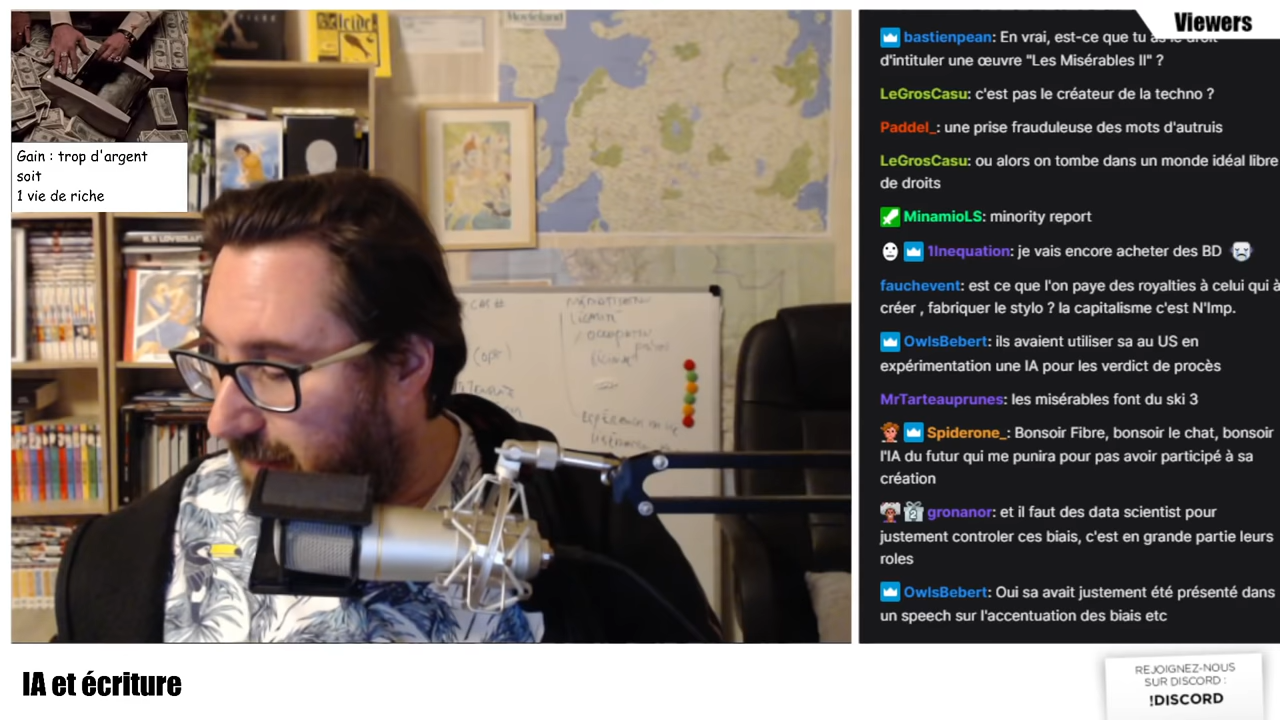 Gain : trop d'argent
soit
1 vie de riche
Viewers
bastienpean: En vrai, est-ce que tu as le droit
d'intituler une œuvre "Les Misérables II" ?
LeGrosCasu: c'est pas le créateur de la techno ?
Paddel_: une prise frauduleuse des mots d'autruis
LeGrosCasu: ou alors on tombe dans un monde idéal libre
de droits
MinamioLS: minority report
1Inequation: je vais encore acheter des BD
fauchevent: est ce que l'on paye des royalties à celui qui à
créer , fabriquer le stylo ? la capitalisme c'est N'Imp.
OwlsBebert: ils avaient utiliser sa au US en
expérimentation une IA pour les verdict de procès
MrTarteauprunes: les misérables font du ski 3
Spiderone_: Bonsoir Fibre, bonsoir le chat, bonsoir
l'IA du futur qui me punira pour pas avoir participé à sa
création
gronanor: et il faut des data scientist pour
justement controler ces biais, c'est en grande partie leurs
roles
OwlsBebert: Oui sa avait justement été présenté dans
un speech sur l'accentuation des biais etc
IA et écriture
REJOIGNEZ-NOUS
SUR DISCORD :
!DISCORD